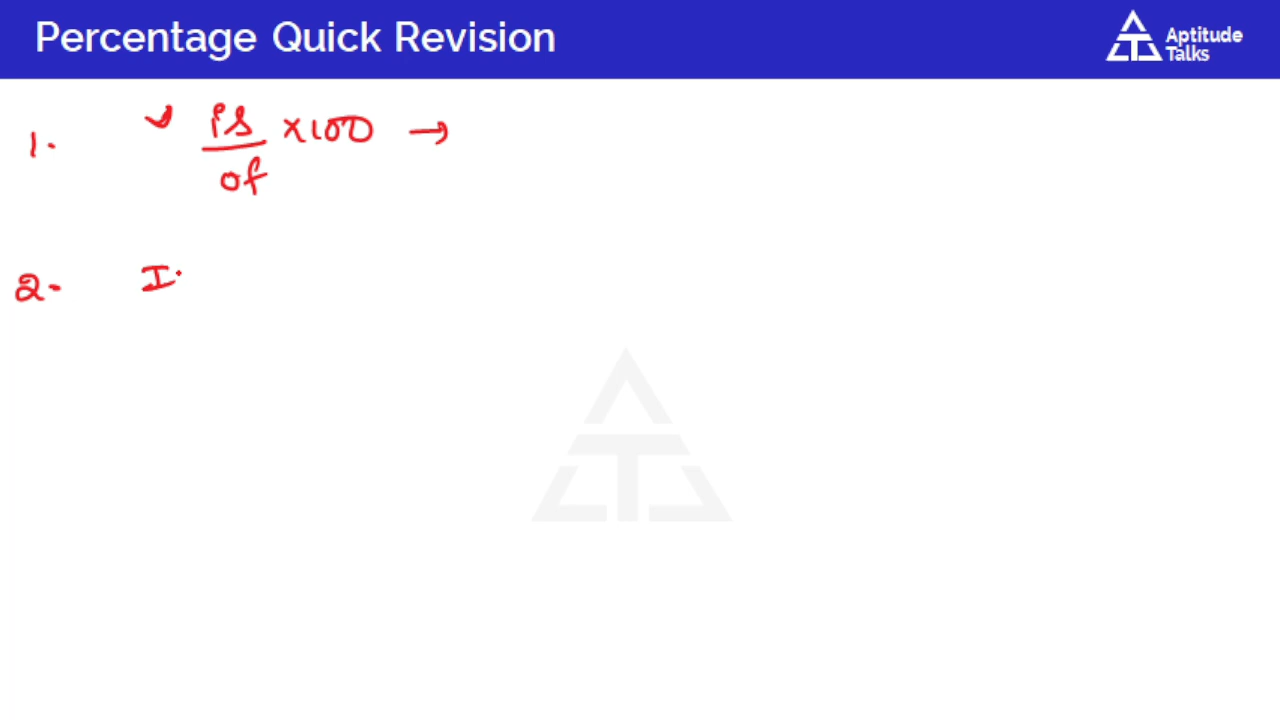 Percentage Quick Revision
Aptitude
Talks
1. is/of ×100 →
2. I.